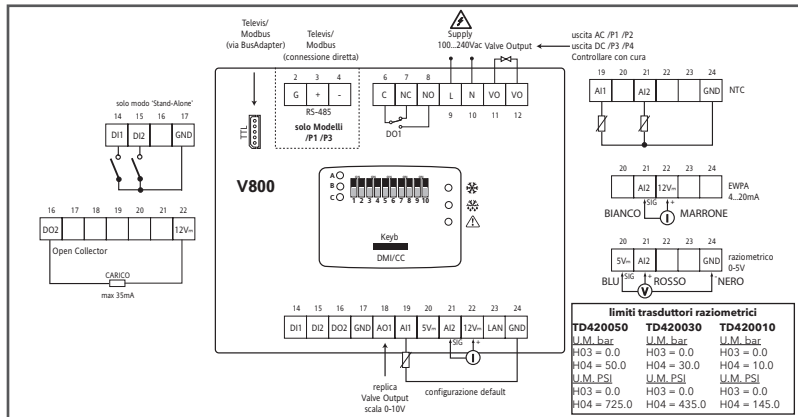 Televis/
Modbus
(via BusAdapter)
Televis/
Modbus
(connessione diretta)
Supply
100...240Vac
Valve Output
uscita AC /P1 /P2
uscita DC /P3 /P4
Controllare con cura
2 3 4
G + -
RS-485
solo Modelli
/P1 /P3
TTL
6 7 8
C NC NO L N VO VO
9 10 11 12
DO1
19 20 21 22 23 24
AI1 AI2 GND
NTC
solo modo 'Stand-Alone'
14 15 16 17
DI1 DI2 GND
V800
A
B
C
1 2 3 4 5 6 7 8 9 10
Keyb
DMI/CC
20 21 22 23 24
AI2 12V
EWPA
4...20mA
SIG +
BIANCO MARRONE
I
16 17 18 19 20 21 22
DO2 12V
Open Collector
CARICO
max 35mA
20 21 22 23 24
5V AI2 GND
raziometrico
0-5V
SIG + -
BLU ROSSO NERO
V
14 15 16 17 18 19 20 21 22 23 24
DI1 DI2 DO2 GND AO1 AI1 5V AI2 12V LAN GND
SIG +
I
replica
Valve Output
scala 0-10V
configurazione default
limiti trasduttori raziometrici
TD420050 TD420030 TD420010
U.M. bar U.M. bar U.M. bar
H03 = 0.0 H03 = 0.0 H03 = 0.0
H04 = 50.0 H04 = 30.0 H04 = 10.0
U.M. PSI U.M. PSI U.M. PSI
H03 = 0.0 H03 = 0.0 H03 = 0.0
H04 = 725.0 H04 = 435.0 H04 = 145.0